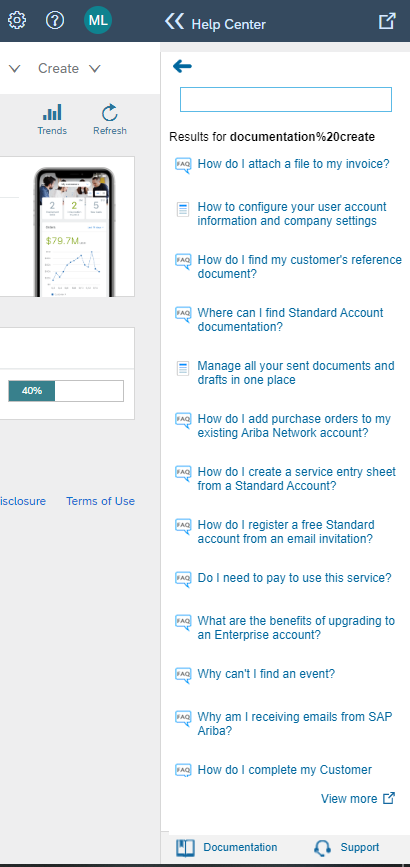 ML
Help Center
Create
Trends
Refresh
2
2
5
$79.7M
40%
isclosure
Terms of Use
Results for documentation%20create
FAQ
How do I attach a file to my invoice?
How to configure your user account
information and company settings
FAQ
How do I find my customer's reference
document?
FAQ
Where can I find Standard Account
documentation?
Manage all your sent documents and
drafts in one place
FAQ
How do I add purchase orders to my
existing Ariba Network account?
FAQ
How do I create a service entry sheet
from a Standard Account?
FAQ
How do I register a free Standard
account from an email invitation?
FAQ
Do I need to pay to use this service?
FAQ
What are the benefits of upgrading to
an Enterprise account?
FAQ
Why can't I find an event?
FAQ
Why am I receiving emails from SAP
Ariba?
FAQ
How do I complete my Customer
View more
Documentation
Support